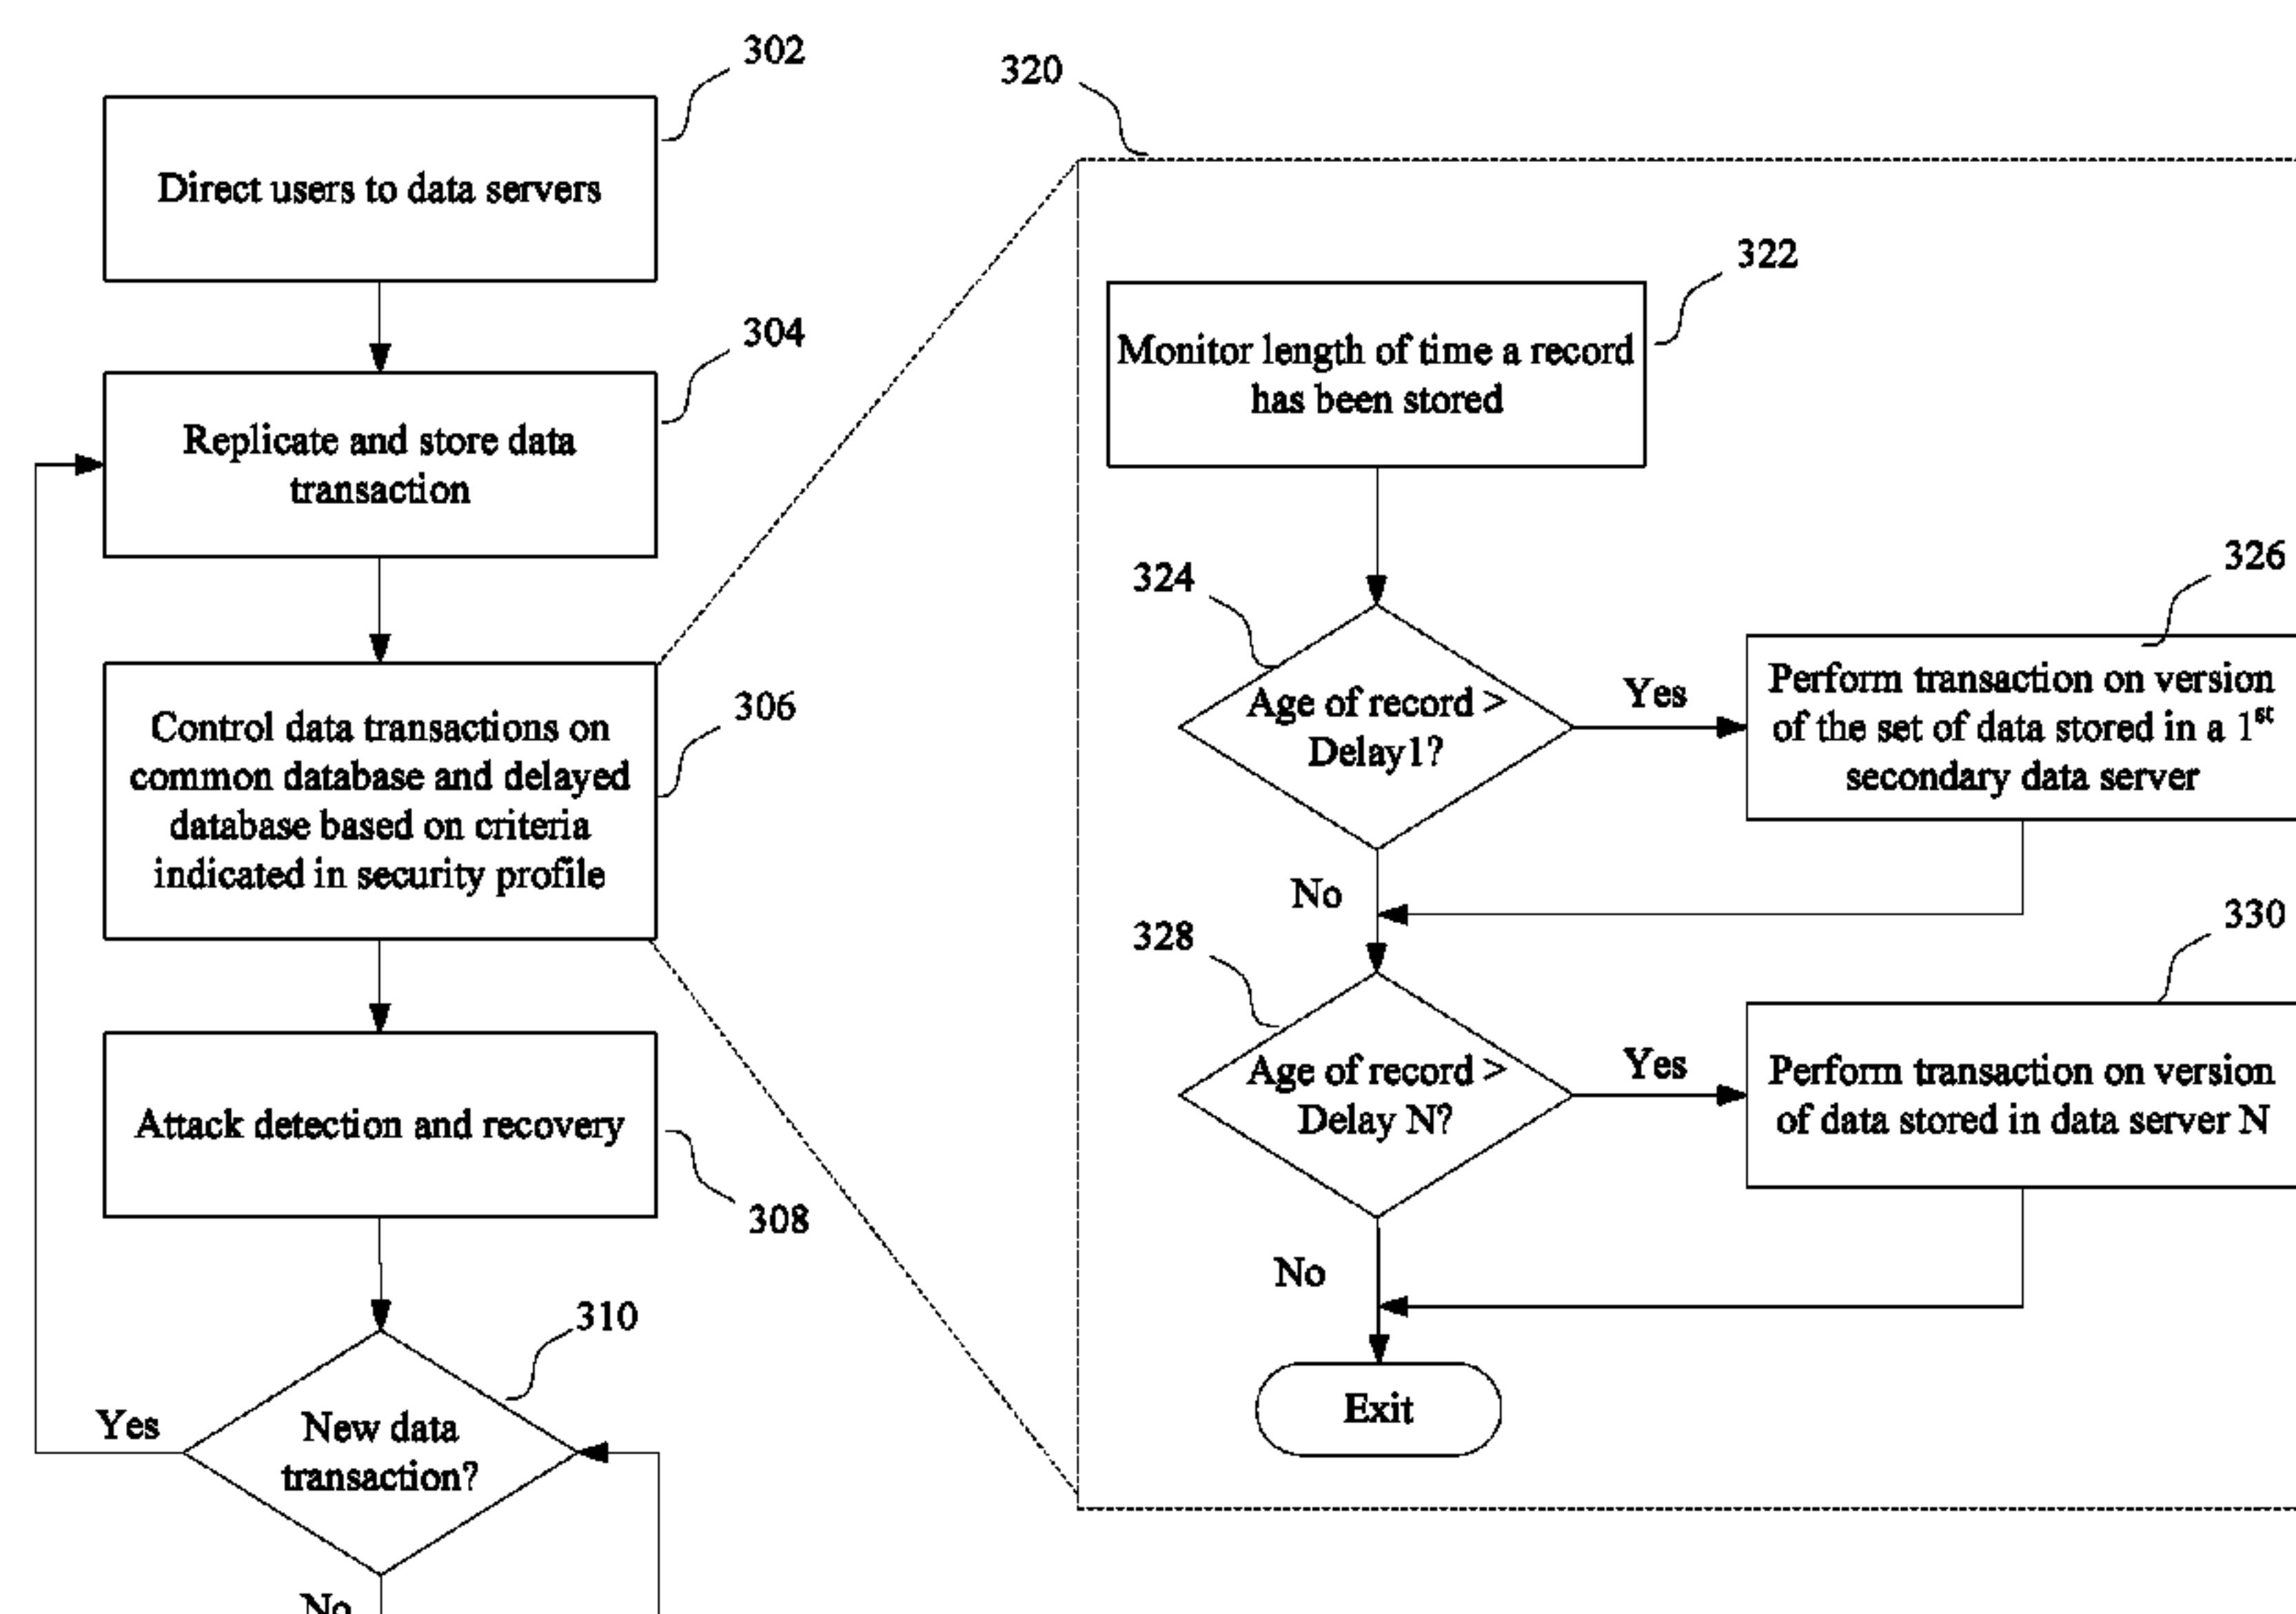 302
Direct users to data servers
304
Replicate and store data
transaction
306
Control data transactions on
common database and delayed
database based on criteria
indicated in security profile
Attack detection and recovery
308
310
New data
transaction?
Yes
No
320
322
Monitor length of time a record
has been stored
324
Age of record >
Delay1?
Yes
326
Perform transaction on version
of the set of data stored in a 1st
secondary data server
No
328
Age of record >
Delay N?
Yes
330
Perform transaction on version
of data stored in data server N
No
Exit